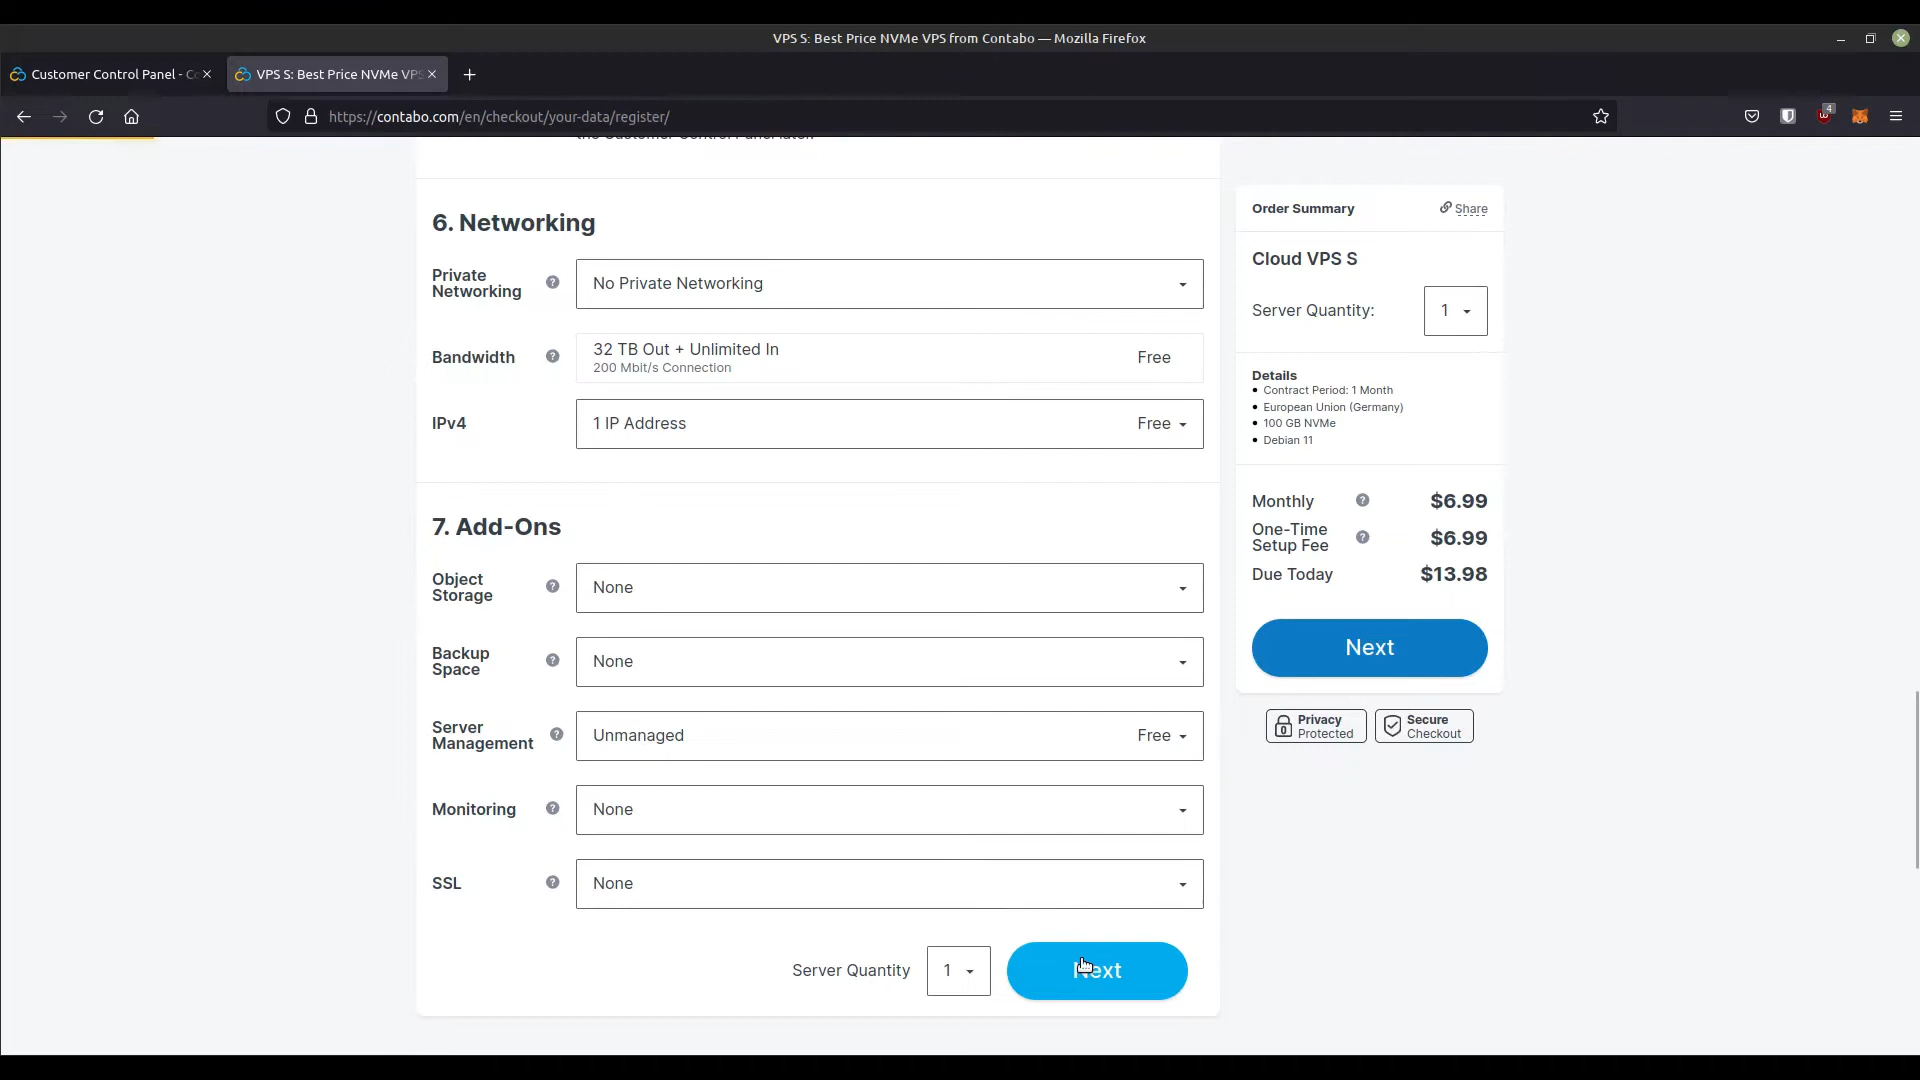 VPS S: Best Price NVMe VPS from Contabo — Mozilla Firefox
Customer Control Panel - Co
VPS S: Best Price NVMe VPS
https://contabo.com/en/checkout/your-data/register/
4
the Customer Control Panel later.
6. Networking
Private
Networking
No Private Networking
Bandwidth
32 TB Out + Unlimited In
200 Mbit/s Connection
Free
IPv4
1 IP Address
Free
7. Add-Ons
Object
Storage
None
Backup
Space
None
Server
Management
Unmanaged
Free
Monitoring
None
SSL
None
Server Quantity
1
Next
Order Summary
Share
Cloud VPS S
Server Quantity:
1
Details
Contract Period: 1 Month
European Union (Germany)
100 GB NVMe
Debian 11
Monthly
$6.99
One-Time
Setup Fee
$6.99
Due Today
$13.98
Next
Privacy
Protected
Secure
Checkout